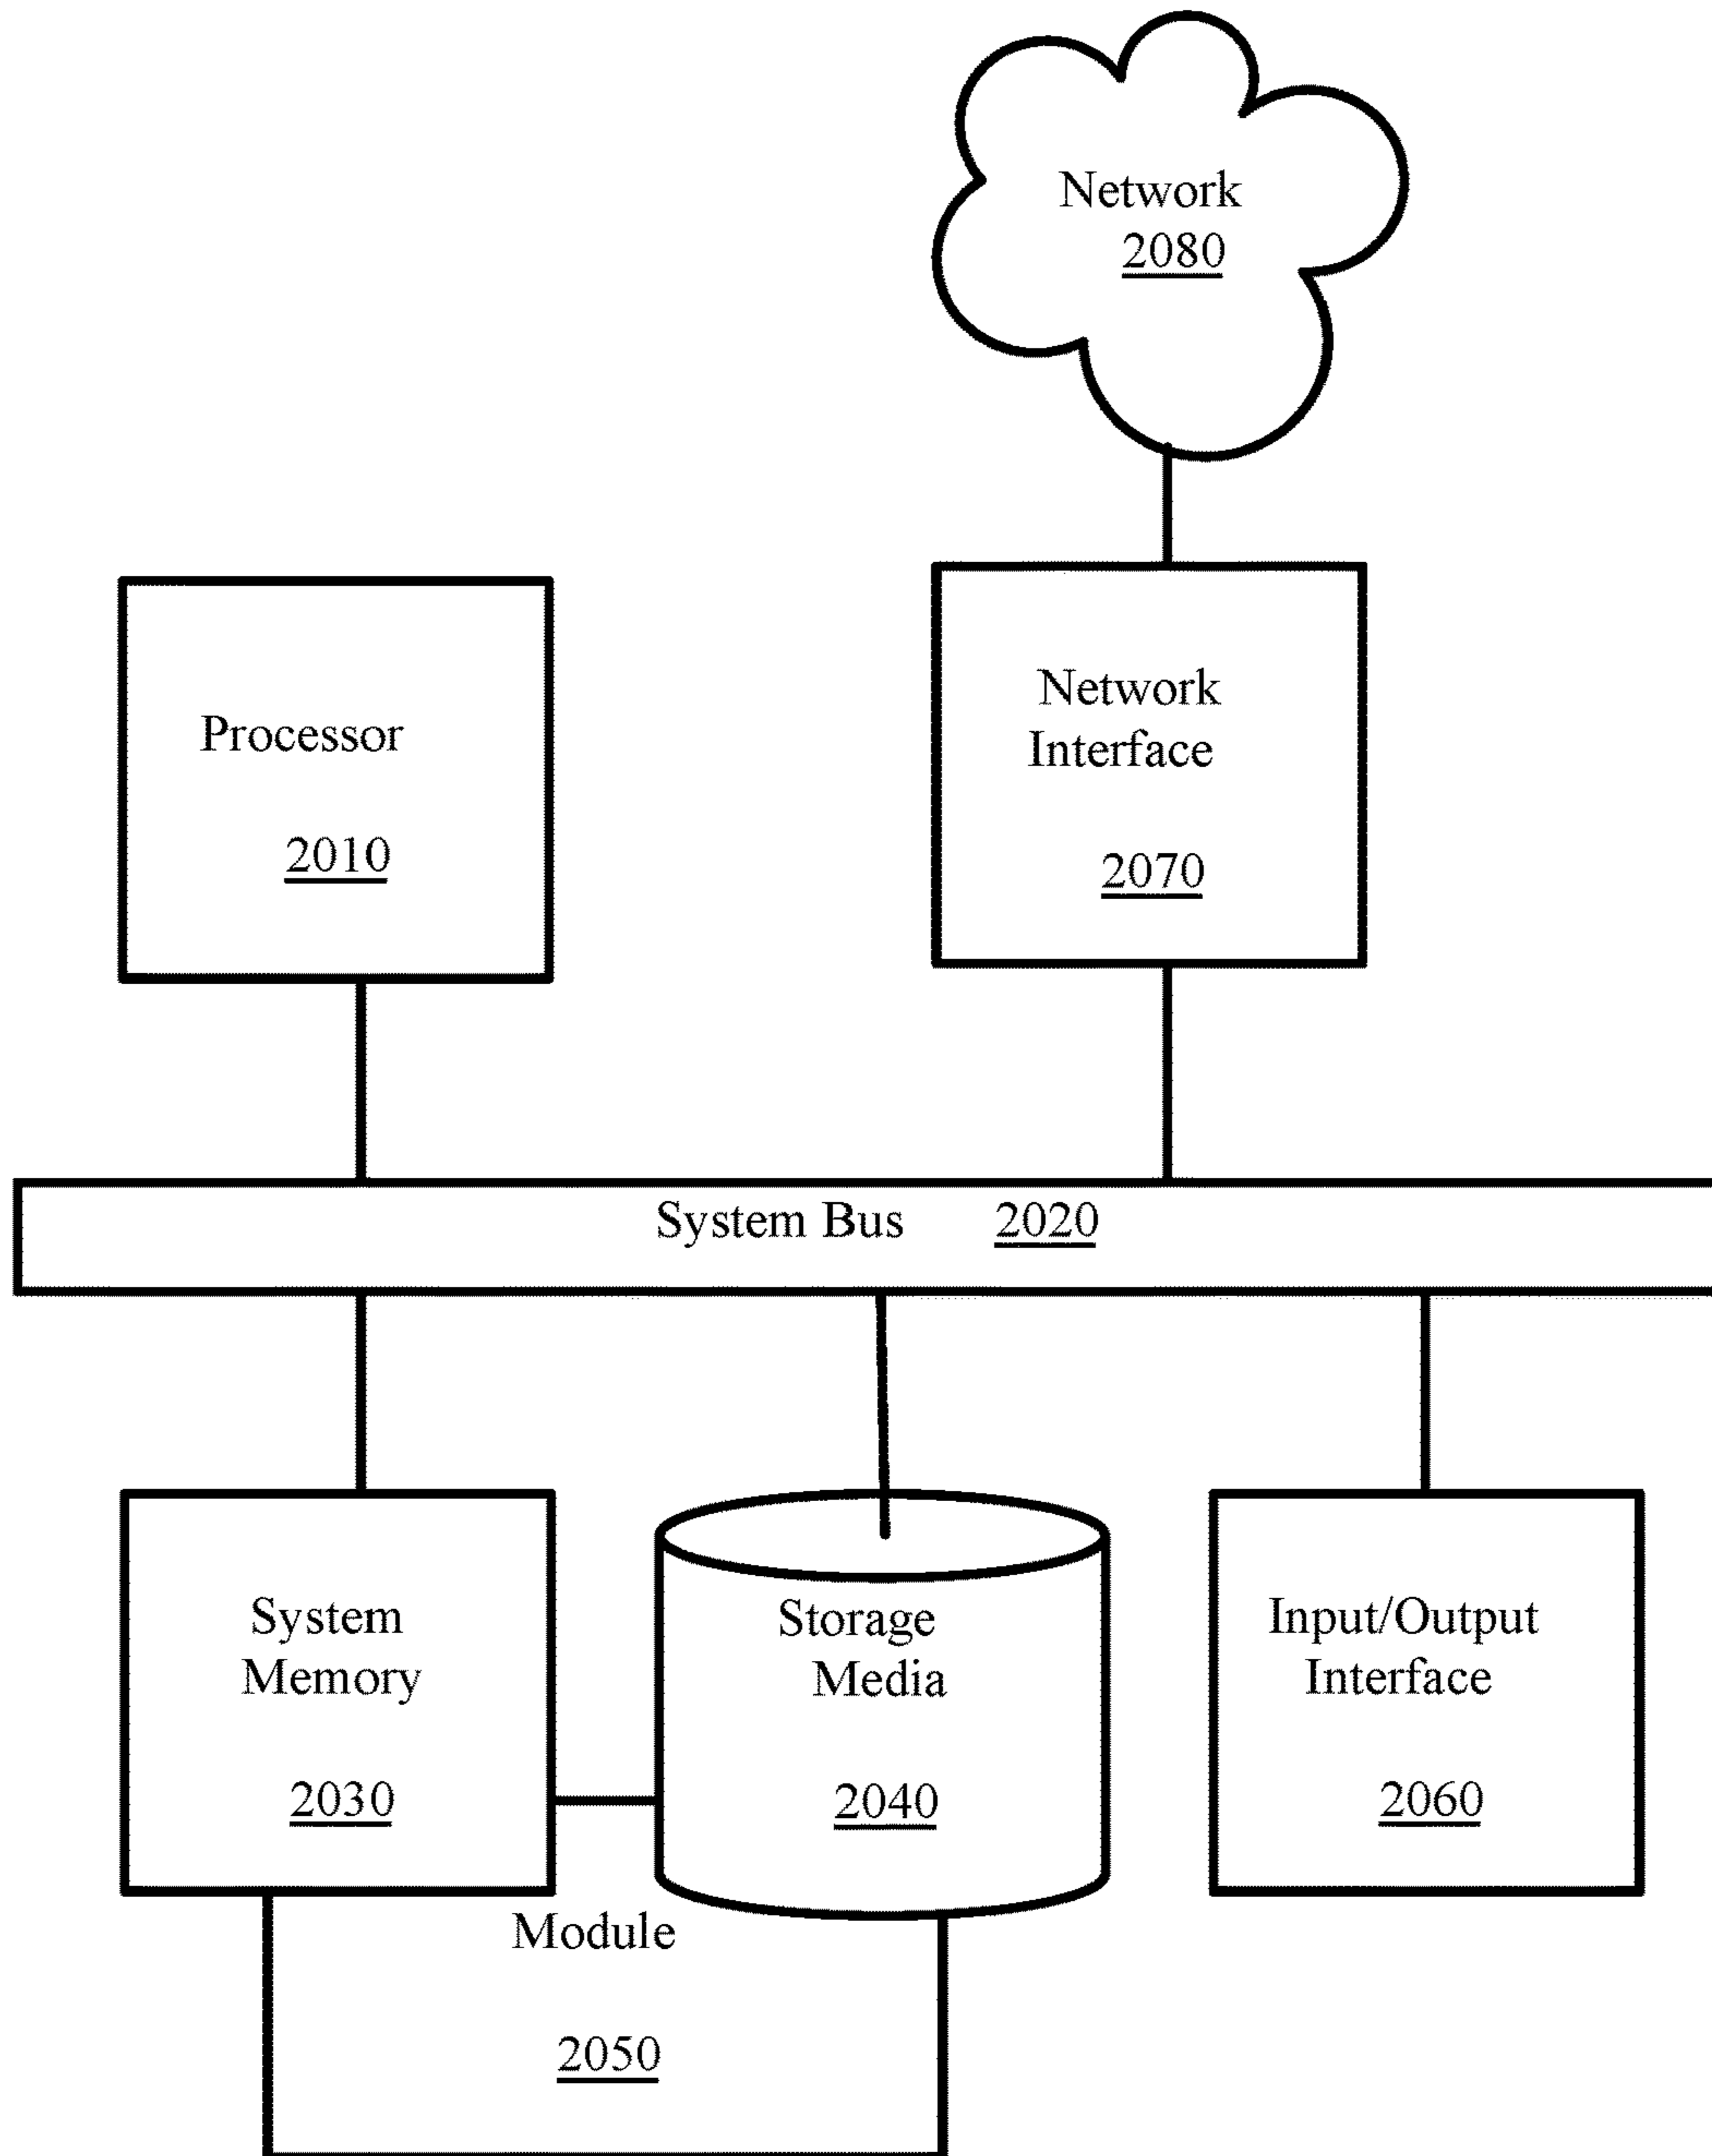 Network
2080
Processor
2010
Network
Interface
2070
System Bus 2020
System
Memory
2030
Storage
Media
2040
Input/Output
Interface
2060
Module
2050